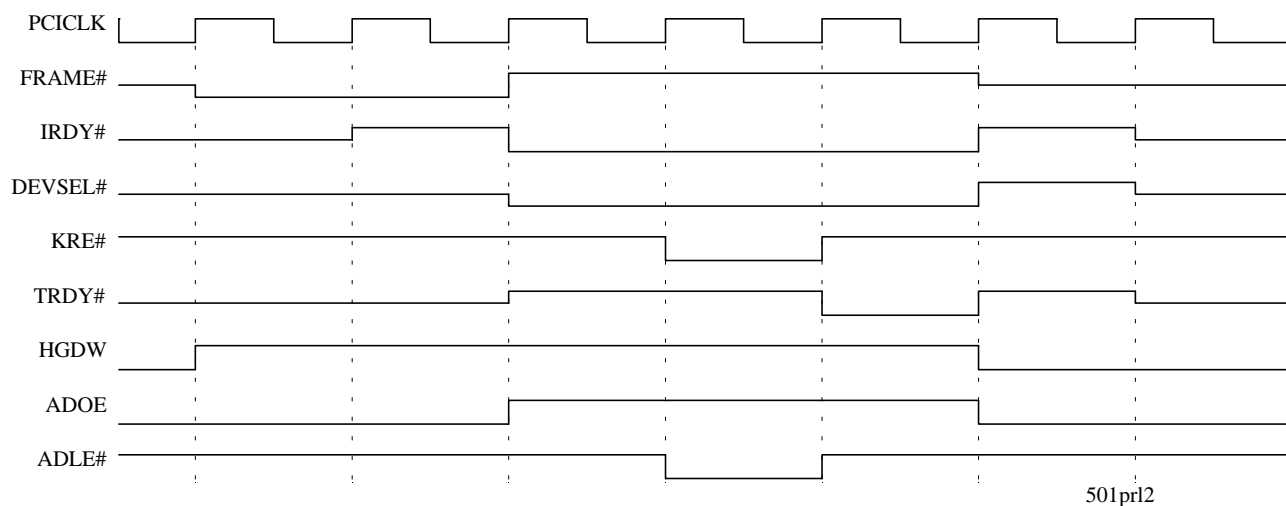 PCICLK
FRAME#
IRDY#
DEVSEL#
KRE#
TRDY#
HGDW
ADOE
ADLE#
501prl2